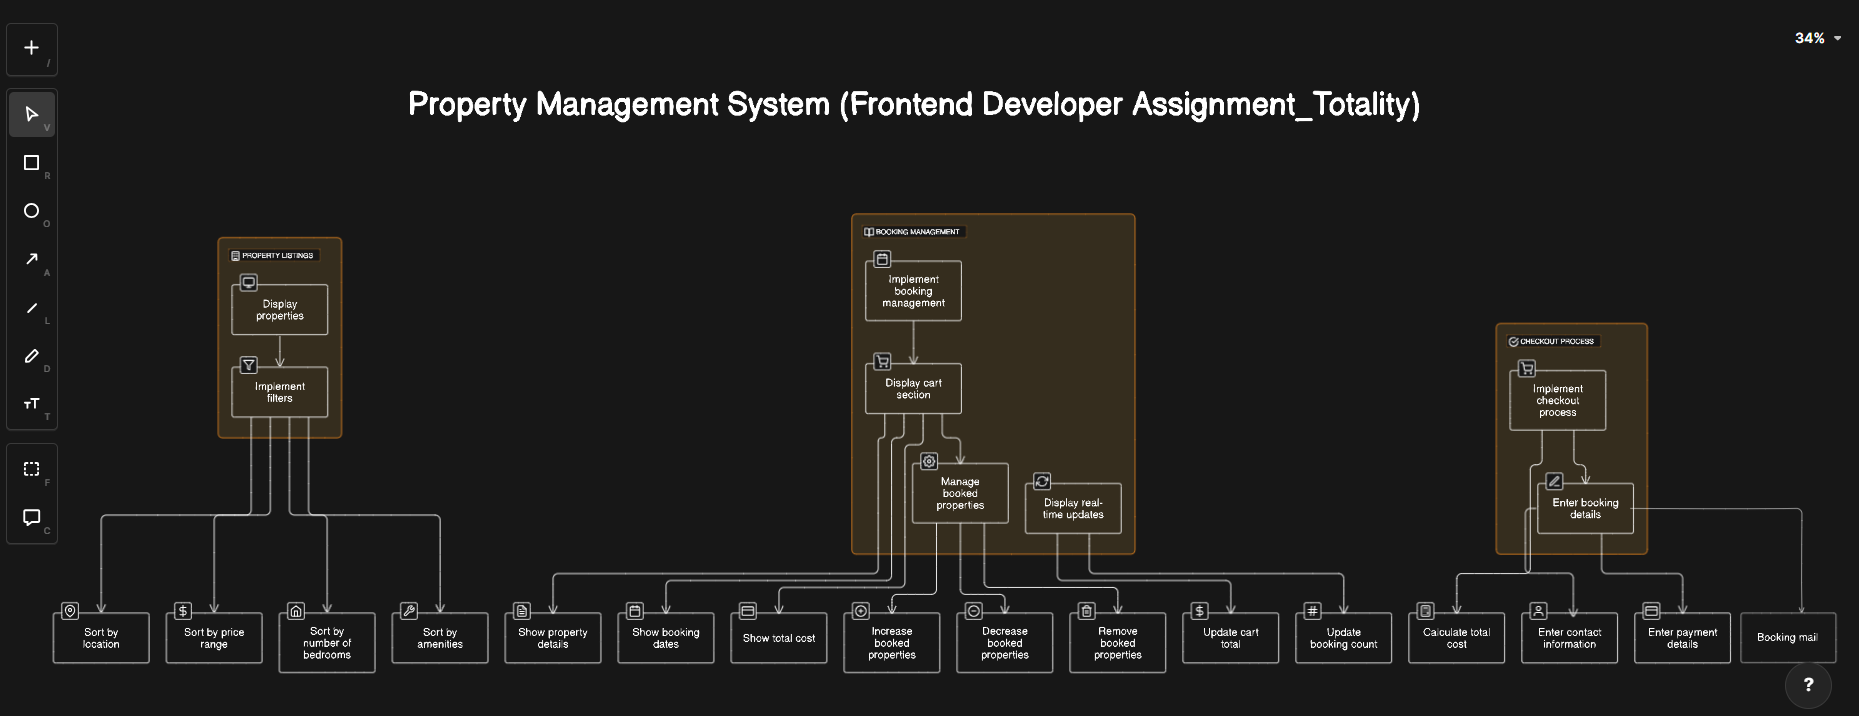 /
34%
V
R
O
A
L
D
T
F
C
Property Management System (Frontend Developer Assignment_Totality)
PROPERTY LISTINGS
Display
properties
Implement
filters
BOOKING MANAGEMENT
Implement
booking
management
Display cart
section
Manage
booked
properties
Display real-
time updates
CHECKOUT PROCESS
Implement
checkout
process
Enter booking
details
Sort by
location
Sort by price
range
Sort by
number of
bedrooms
Sort by
amenities
Show property
details
Show booking
dates
Show total cost
Increase
booked
properties
Decrease
booked
properties
Remove
booked
properties
Update cart
total
Update
booking count
Calculate total
cost
Enter contact
information
Enter payment
details
Booking mail
?